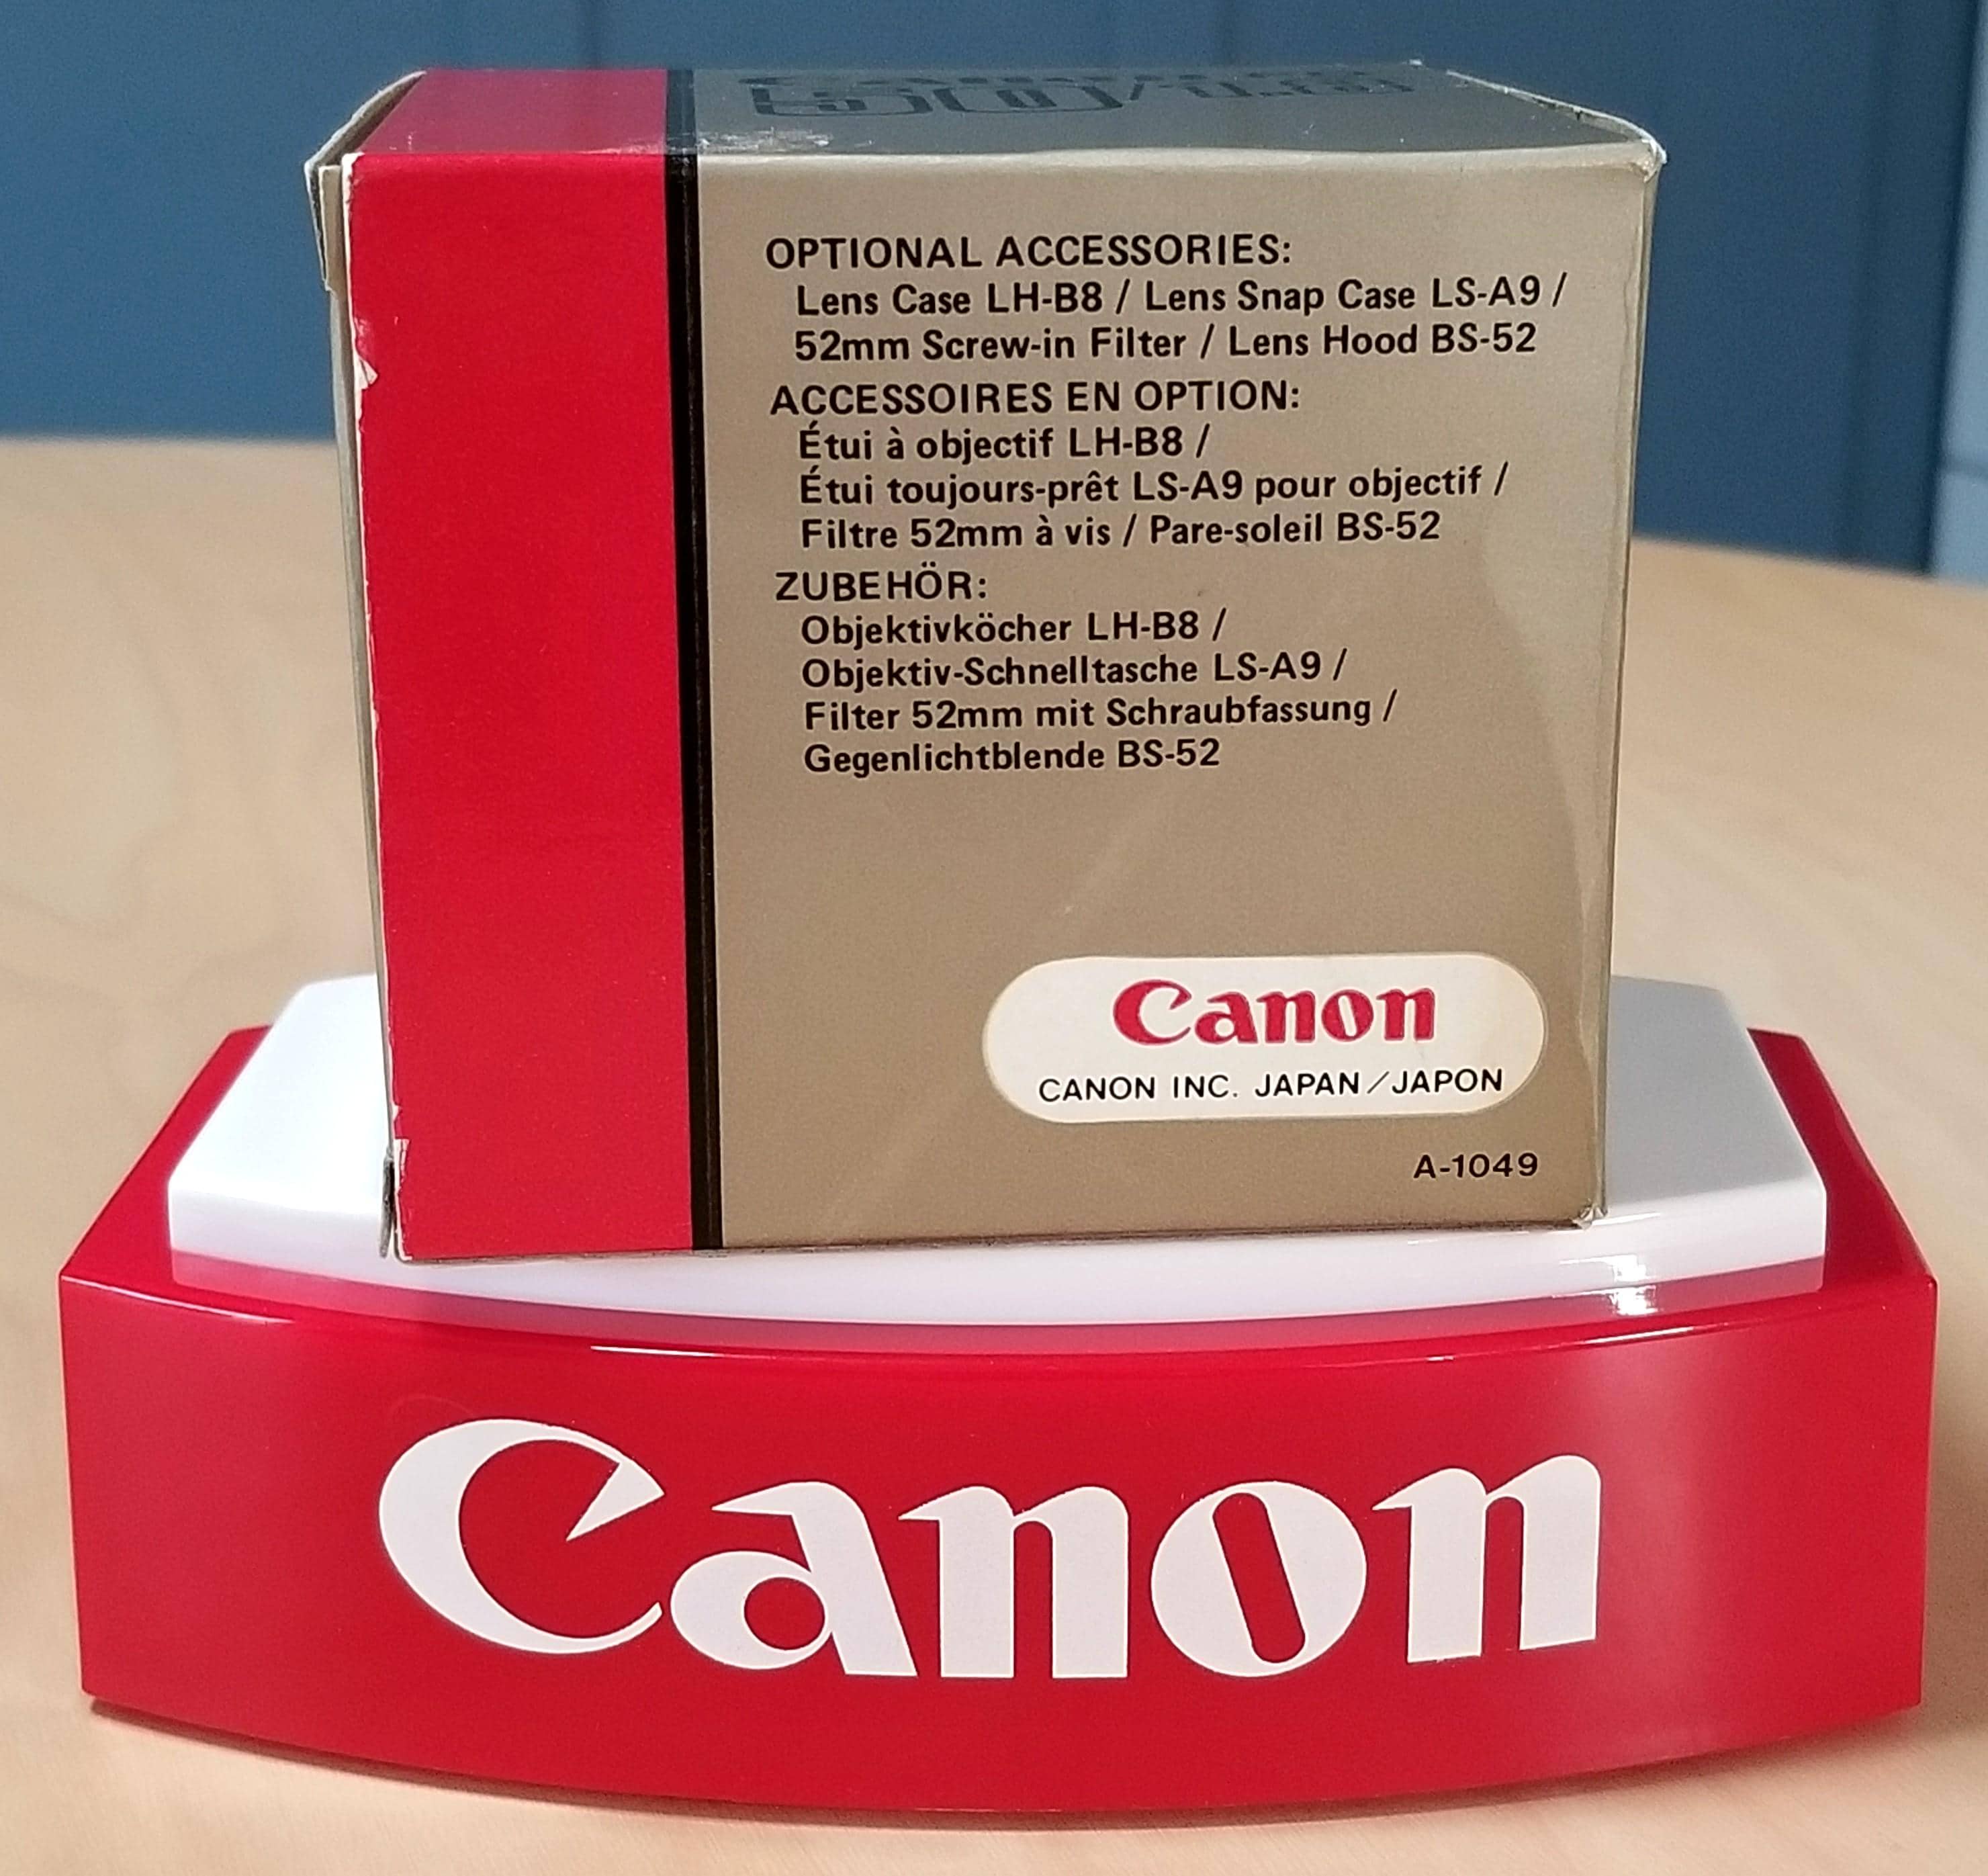 50/1.8
OPTIONAL ACCESSORIES:
Lens Case LH-B8 / Lens Snap Case LS-A9 /
52mm Screw-in Filter / Lens Hood BS-52
ACCESSOIRES EN OPTION:
Étui à objectif LH-B8 /
Étui toujours-prêt LS-A9 pour objectif /
Filtre 52mm à vis / Pare-soleil BS-52
ZUBEHÖR:
Objektivköcher LH-B8 /
Objektiv-Schnelltasche LS-A9 /
Filter 52mm mit Schraubfassung /
Gegenlichtblende BS-52
Canon
CANON INC. JAPAN/JAPON
A-1049
Canon